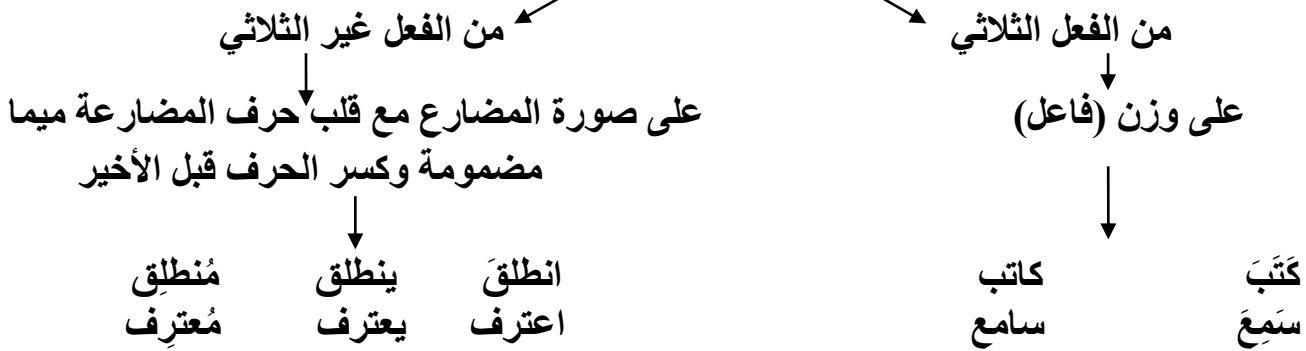 من الفعل الثلاثي
من الفعل غير الثلاثي
على وزن (فاعل)
على صورة المضارع مع قلب حرف المضارعة ميما
مضمومة وكسر الحرف قبل الأخير
كَتَبَ كاتب
سَمِعَ سامع
انطلقَ ينطلق مُنطلِق
اعترف يعترف مُعترِف